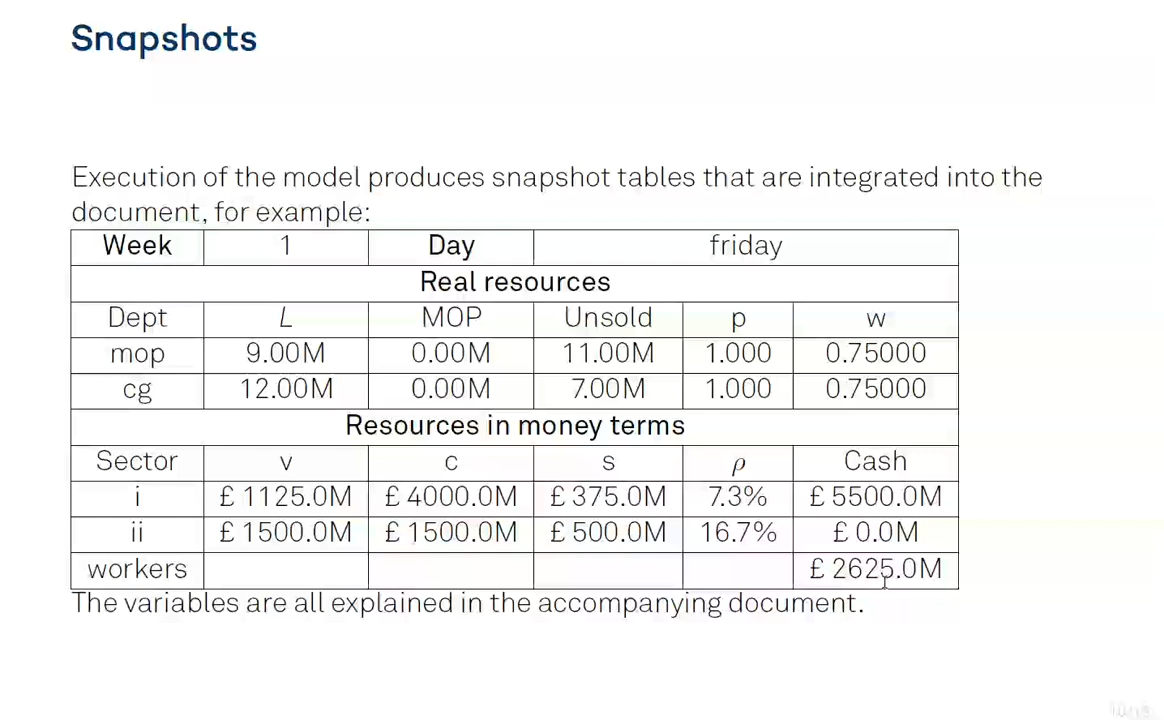 Snapshots
Execution of the model produces snapshot tables that are integrated into the
document, for example:
Week 1 Day friday
Real resources
Dept L MOP Unsold p w
mop 9.00M 0.00M 11.00M 1.000 0.75000
cg 12.00M 0.00M 7.00M 1.000 0.75000
Resources in money terms
Sector v c s ρ Cash
i £ 1125.0M £ 4000.0M £ 375.0M 7.3% £ 5500.0M
ii £ 1500.0M £ 1500.0M £ 500.0M 16.7% £ 0.0M
workers £ 2625.0M
The variables are all explained in the accompanying document.